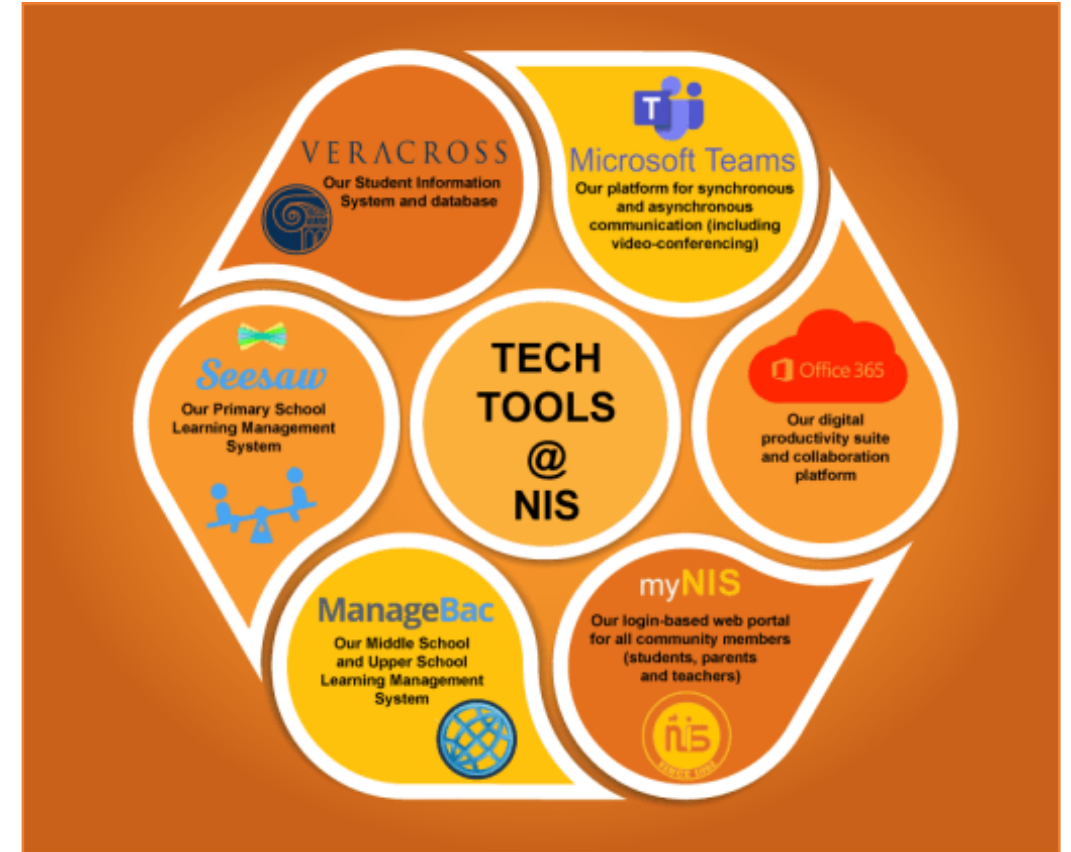 TECH
TOOLS
@
NIS
VERACROSS
Our Student Information
System and database
T
Microsoft Teams
Our platform for synchronous
and asynchronous
communication (including
video-conferencing)
Office 365
Our digital
productivity suite
and collaboration
platform
myNIS
Our login-based web portal
for all community members
(students, parents
and teachers)
nis
ManageBac
Our Middle School
and Upper School
Learning Management
System
Seesaw
Our Primary School
Learning Management
System